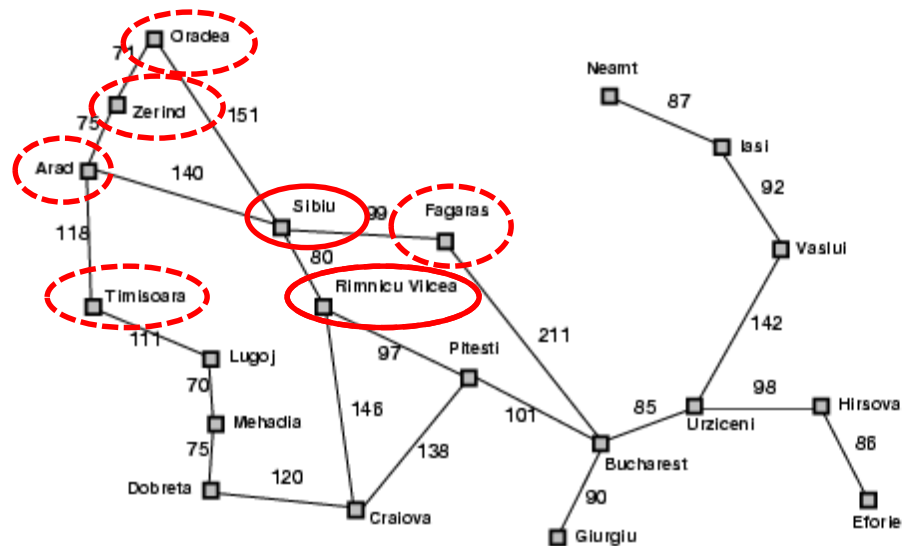 Oradea
71
Neamt
Zerind
87
75
151
Iasi
Arad
140
92
Sibiu
Fagaras
99
118
Vaslui
80
Timisoara
Rimnicu Vilcea
142
111
211
Lugoj
97
Pitesti
70
98
Hirsova
146
101
85
Mehadia
Urziceni
75
138
86
Bucharest
120
Dobreta
90
Craiova
Eforie
Giurgiu